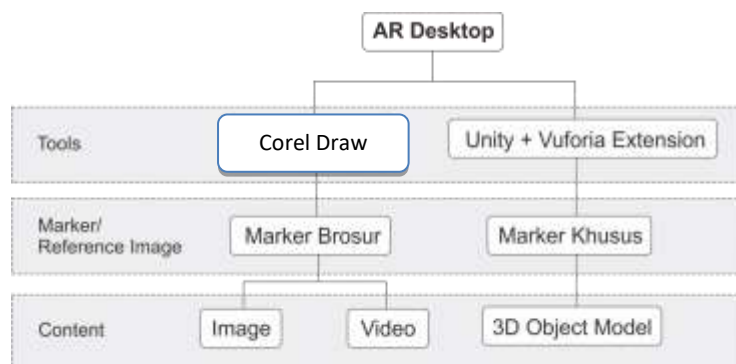 AR Desktop
Tools
Corel Draw
Unity + Vuforia Extension
Marker/
Reference Image
Marker Brosur
Marker Khusus
Content
Image
Video
3D Object Model